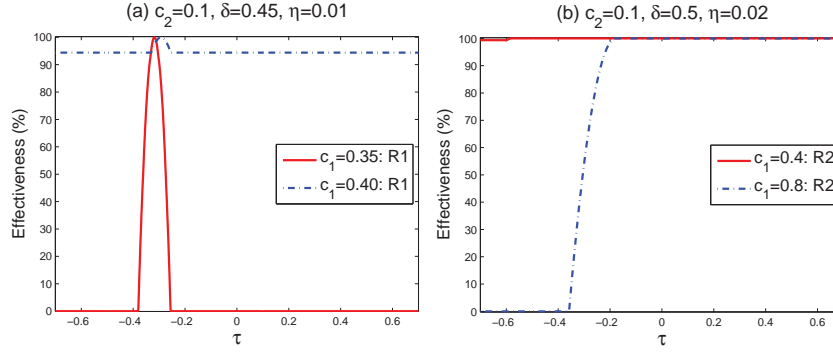 (a) c₂=0.1, δ=0.45, η=0.01
Effectiveness (%)
100
90
80
70
60
50
40
30
20
10
0
c₁=0.35: R1
c₁=0.40: R1
−0.6 −0.4 −0.2 0 0.2 0.4 0.6
τ
(b) c₂=0.1, δ=0.5, η=0.02
Effectiveness (%)
100
90
80
70
60
50
40
30
20
10
0
c₁=0.4: R2
c₁=0.8: R2
−0.6 −0.4 −0.2 0 0.2 0.4 0.6
τ